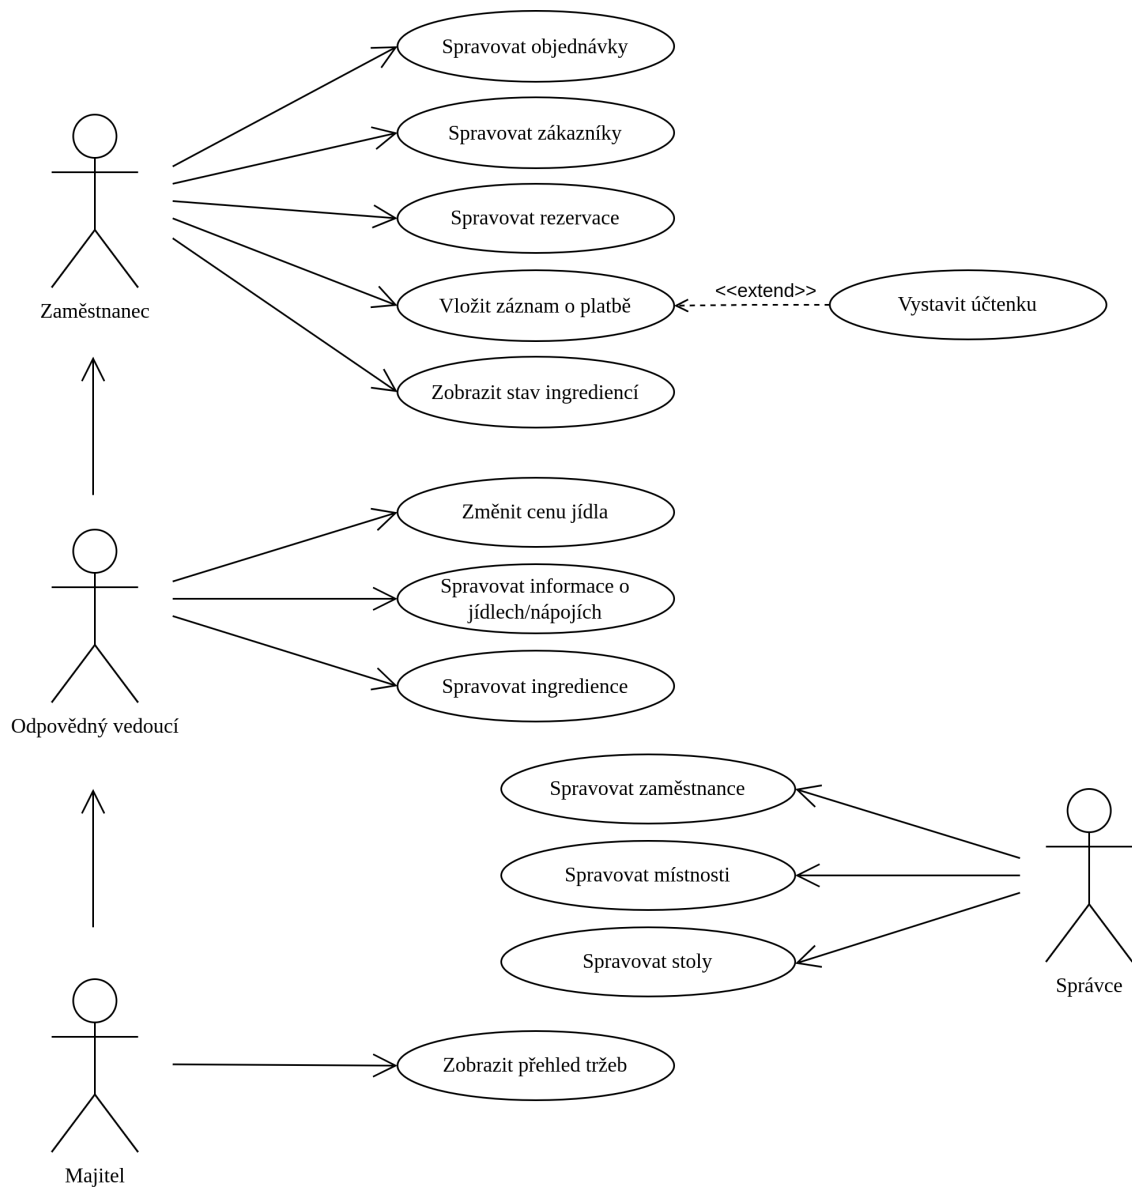 Spravovat objednávky
Spravovat zákazníky
Spravovat rezervace
Vložit záznam o platbě
<<extend>>
Vystavit účtenku
Zaměstnanec
Zobrazit stav ingrediencí
Změnit cenu jídla
Spravovat informace o
jídlech/nápojích
Spravovat ingredience
Odpovědný vedoucí
Spravovat zaměstnance
Spravovat místnosti
Spravovat stoly
Správce
Zobrazit přehled tržeb
Majitel